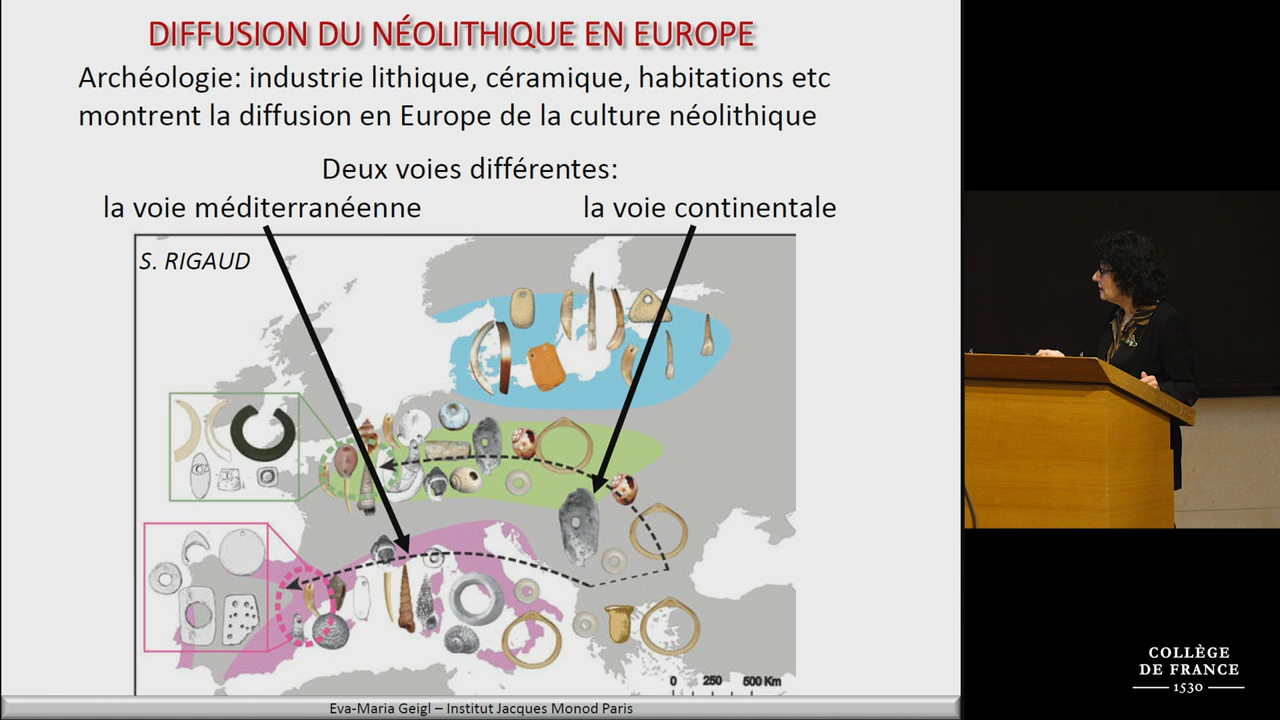 DIFFUSION DU NÉOLITHIQUE EN EUROPE
Archéologie: industrie lithique, céramique, habitations etc
montrent la diffusion en Europe de la culture néolithique
Deux voies différentes:
la voie méditerranéenne
la voie continentale
S. RIGAUD
0 250 500 Km
Eva-Maria Geigl – Institut Jacques Monod Paris
COLLÈGE
DE FRANCE
1530